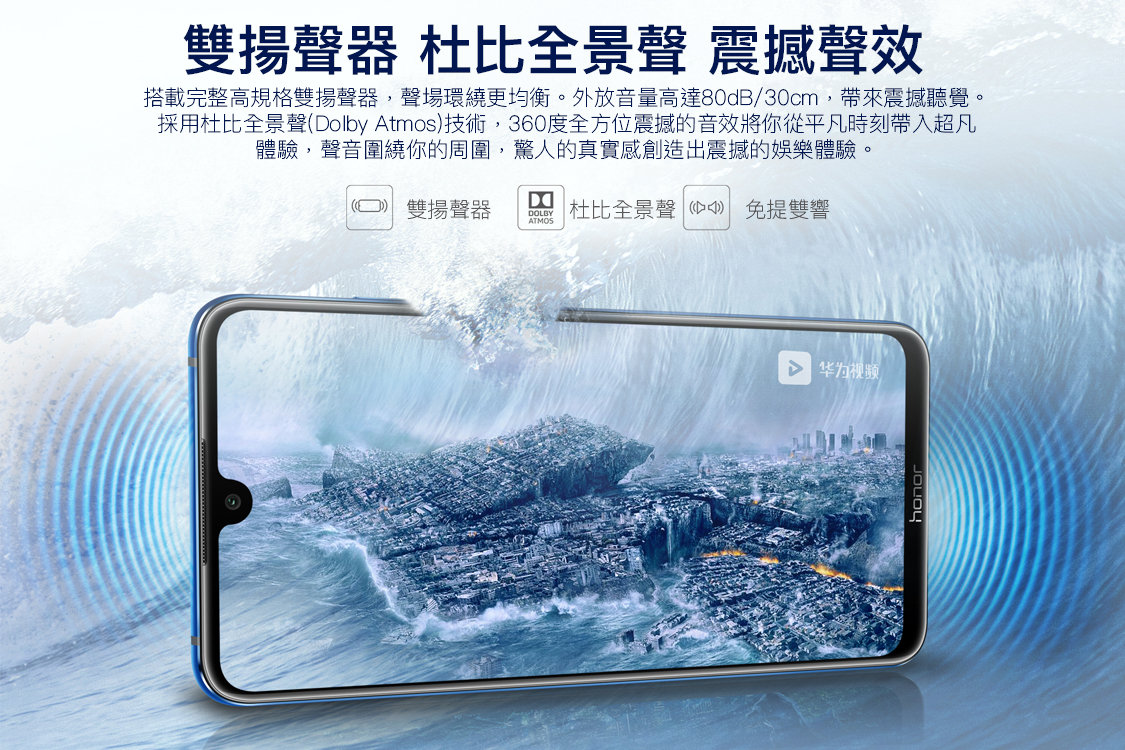 雙揚聲器 杜比全景聲 震撼聲效
搭載完整高規格雙揚聲器，聲場環繞更均衡。外放音量高達80dB/30cm，帶來震撼聽覺。
採用杜比全景聲(Dolby Atmos)技術，360度全方位震撼的音效將你從平凡時刻帶入超凡
體驗，聲音圍繞你的周圍，驚人的真實感創造出震撼的娛樂體驗。
雙揚聲器
DOLBY
ATMOS
杜比全景聲
免提雙響
华为视频
honor